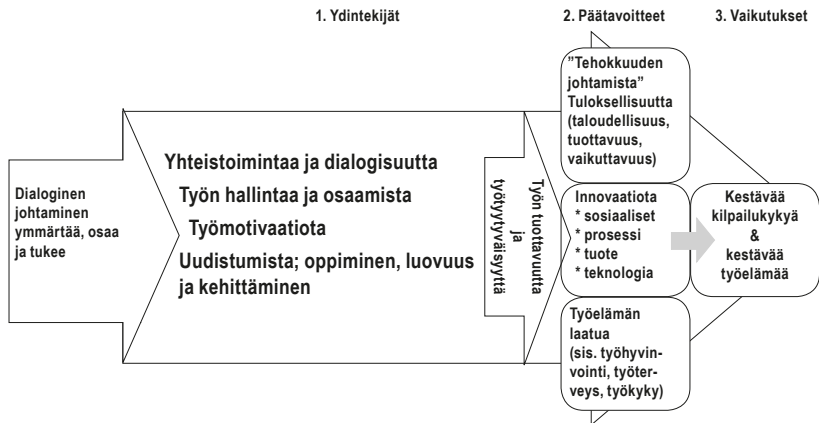 1. Ydintekijät
2. Päätavoitteet
3. Vaikutukset
Dialoginen
johtaminen
ymmärtää, osaa
ja tukee
Yhteistoimintaa ja dialogisuutta
Työn hallintaa ja osaamista
Työmotivaatiota
Uudistumista; oppiminen, luovuus
ja kehittäminen
Työn tuottavuutta
ja
työtyytyväisyyttä
”Tehokkuuden
johtamista”
Tuloksellisuutta
(taloudellisuus,
tuottavuus,
vaikuttavuus)
Innovaatiota
* sosiaaliset
* prosessi
* tuote
* teknologia
Työelämän
laatua
(sis. työhyvin-
vointi, työter-
veys, työkyky)
Kestävää
kilpailukykyä
&
kestävää
työelämää